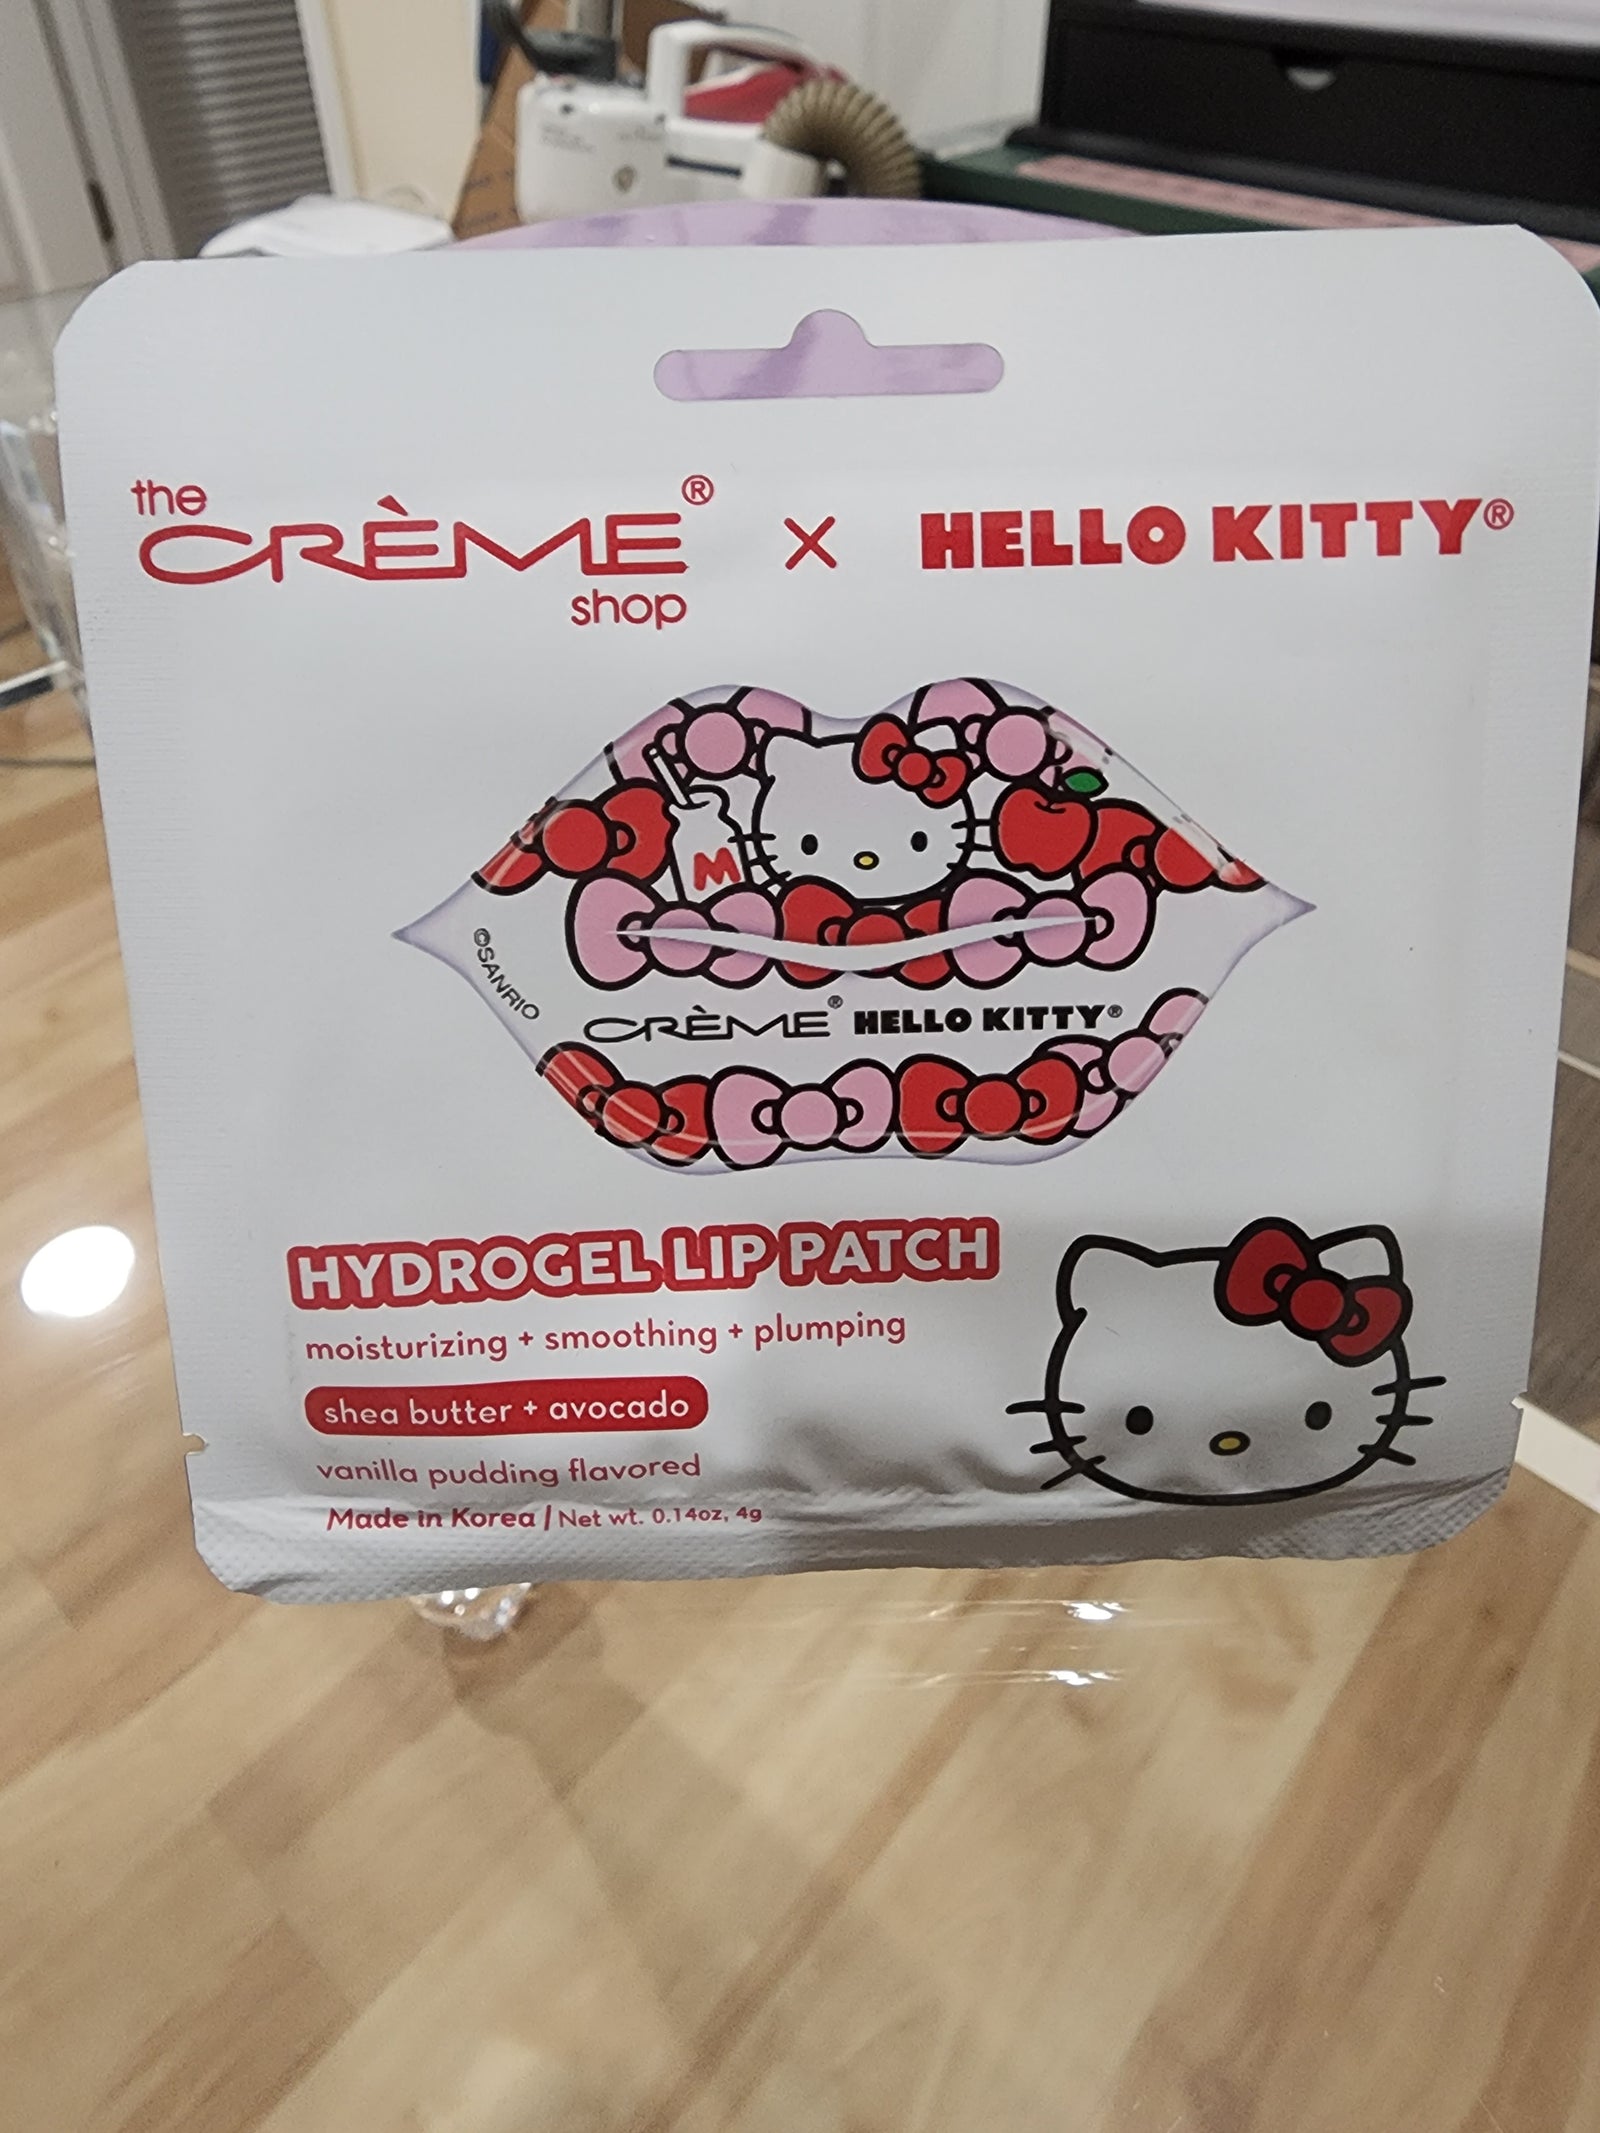 the
CRÈME® x HELLO KITTY®
shop
M
©SANRIO
CRÈME® HELLO KITTY®
HYDROGEL LIP PATCH
moisturizing + smoothing + plumping
shea butter + avocado
vanilla pudding flavored
Made in Korea | Net wt. 0.14oz, 4g